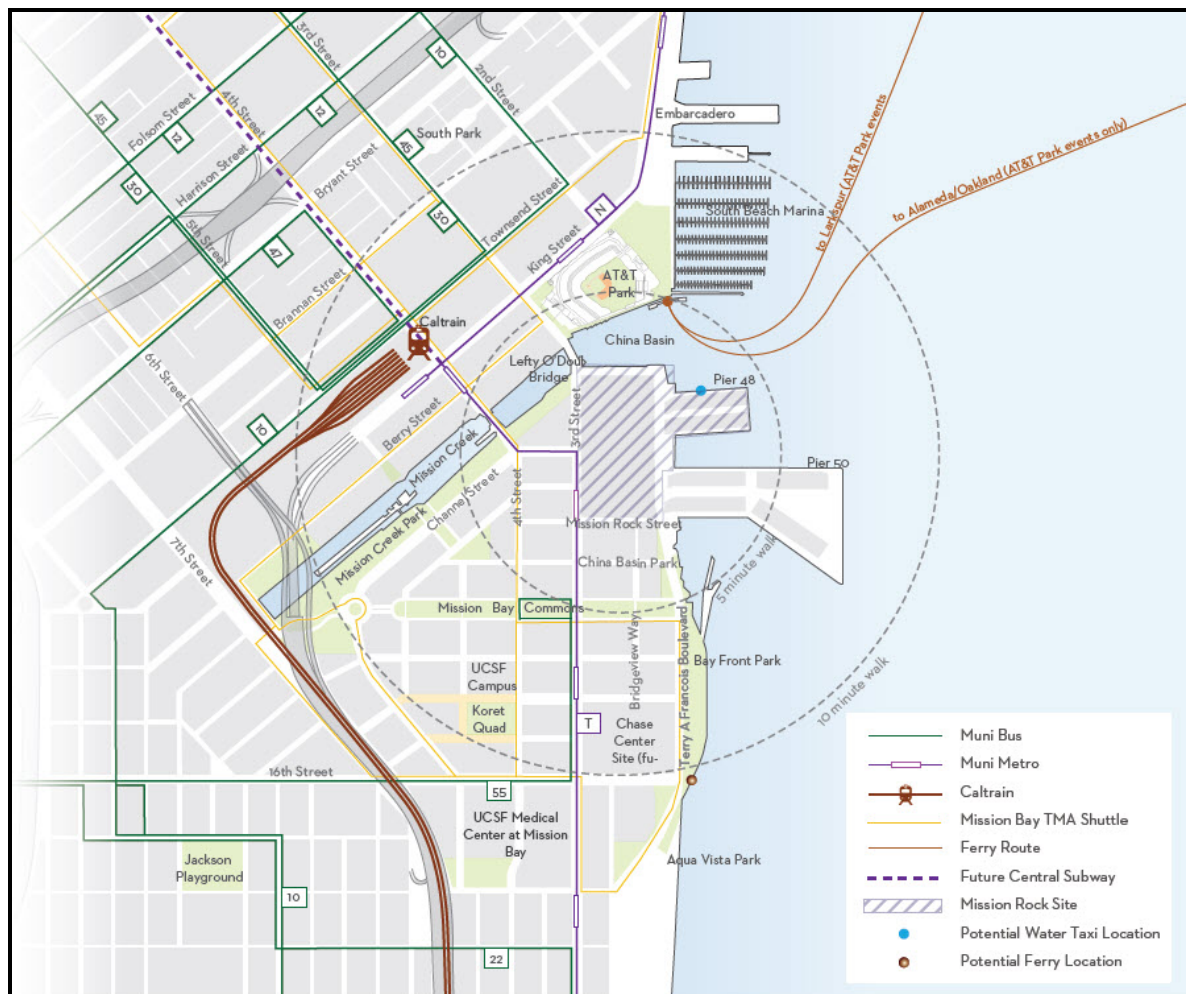 3rd Street
10
2nd Street
4th Street
12
Embarcadero
45
Folsom Street
12
South Park
45
Harrison Street
Bryant Street
30
5th Street
30
Townsend Street
N
South Beach Marina
to Larkspur (AT&T Park events
to Alameda/Oakland (AT&T Park events only)
47
King Street
AT&T
Park
Brannan Street
Caltrain
China Basin
6th Street
Lefty O'Doul
Bridge
Pier 48
3rd Street
10
Berry Street
Mission Creek
Pier 50
Channel Street
4th Street
Mission Rock Street
Mission Creek Park
7th Street
China Basin Park
5 minute walk
Mission Bay Commons
Bridgeview Way
Terry A Francois Boulevard
Bay Front Park
UCSF
Campus
10 minute walk
Koret
Quad
T
Chase
Center
Site (fu-
16th Street
55
UCSF Medical
Center at Mission
Bay
Jackson
Playground
Aqua Vista Park
10
22
Muni Bus
Muni Metro
Caltrain
Mission Bay TMA Shuttle
Ferry Route
Future Central Subway
Mission Rock Site
Potential Water Taxi Location
Potential Ferry Location